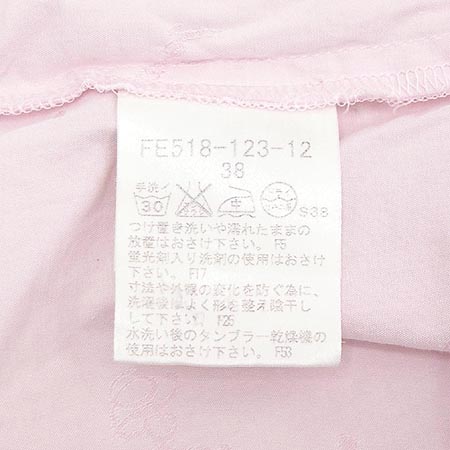 FE518-123-12
38
手洗イ
30 中 S38
つけ置き洗いや濡れたままの
放置はおさけ下さい。F5
蛍光剤入り洗剤の使用はおさけ
下さい。F17
寸法や外観の変化を防ぐ為に、
洗濯後はよく形を整え陰干し
して下さい。F25
水洗い後のタンブラー乾燥機の
使用はおさけ下さい。F53